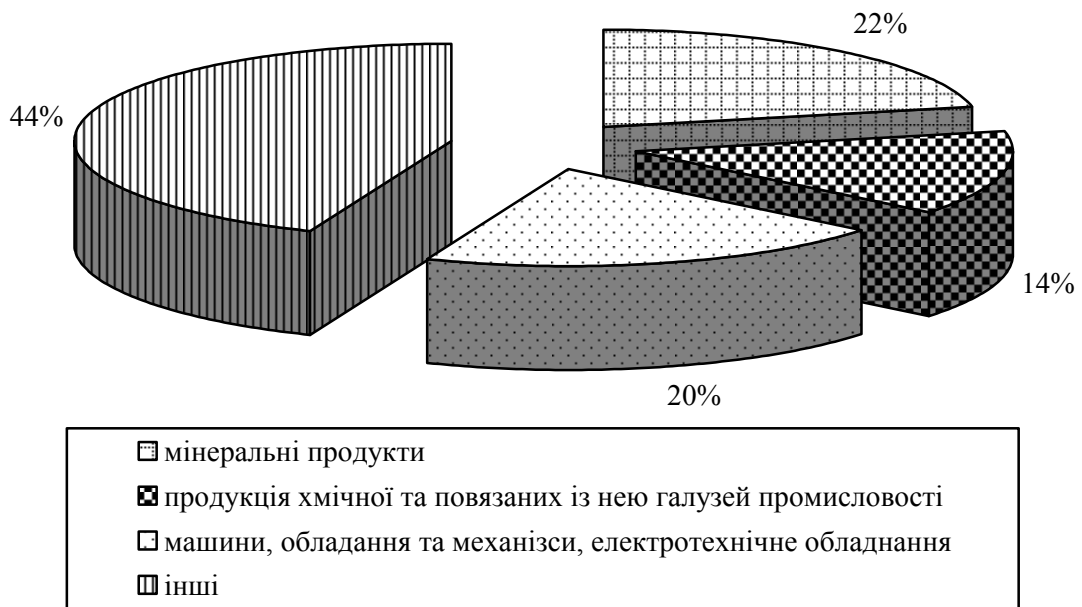 22%
44%
14%
20%
мінеральні продукти
продукція хмічної та повязаних із нею галузей промисловості
машини, обладання та механізси, електротехнічне обладнання
інші